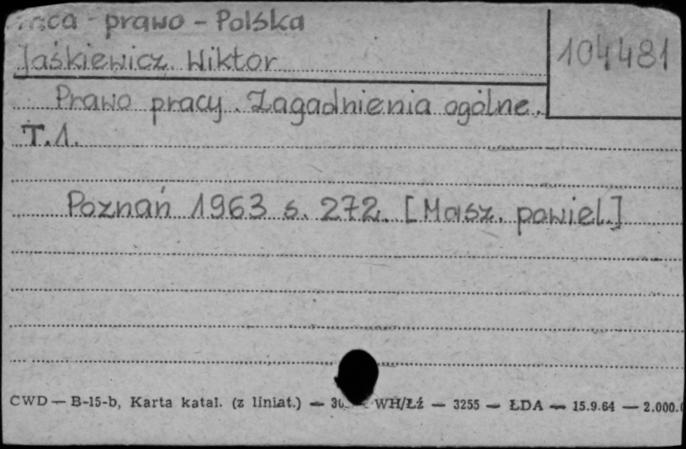 Praca - prawo - Polska
Jaśkiewicz Wiktor
104481
Prawo pracy. Zagadnienia ogólne.
T.1.
Poznań 1963 s. 272. [Masz. powiel.]
CWD — B-15-b, Karta katal. (z liniat.) — WH/Łź — 3255 — ŁDA — 15.9.64 — 2.000.